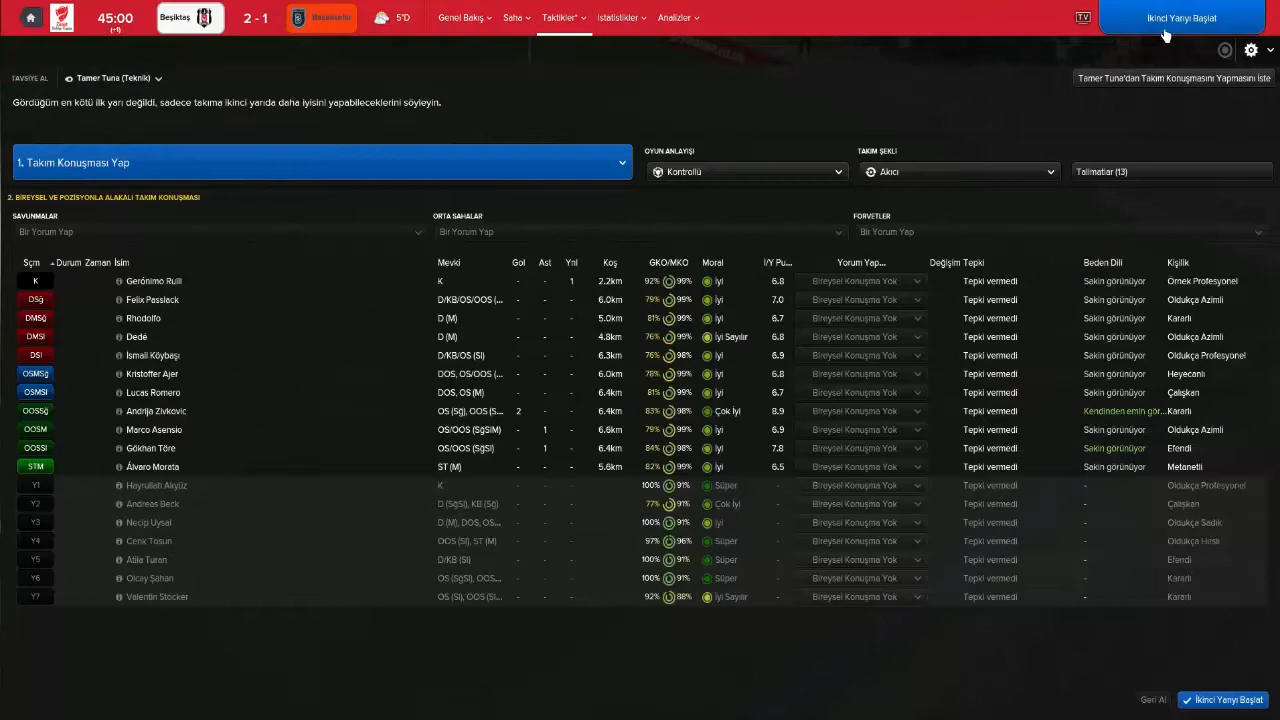 45:00
(+1)
Beşiktaş
2 - 1
Başakşehir
5°D
Genel Bakış
Saha
Taktikler*
İstatistikler
Analizler
TV
İkinci Yarıyı Başlat
TAVSİYE AL
Tamer Tuna (Teknik)
Tamer Tuna'dan Takım Konuşmasını Yapmasını İste
Gördüğüm en kötü ilk yarı değildi, sadece takıma ikinci yarıda daha iyisini yapabileceklerini söyleyin.
1. Takım Konuşması Yap
OYUN ANLAYIŞI
Kontrollü
TAKIM ŞEKLİ
Akıcı
Talimatlar (13)
2. BİREYSEL VE POZİSYONLA ALAKALI TAKIM KONUŞMASI
SAVUNMALAR
ORTA SAHALAR
FORVETLER
Bir Yorum Yap
Bir Yorum Yap
Bir Yorum Yap
Sçm Durum Zaman İsim Mevki Gol Ast Ynl Koş GKO/MKO Moral İ/Y Pu... Yorum Yap... Değişim Tepki Beden Dili Kişilik
K Gerónimo Rulli K - - 1 2.2km 92% 99% İyi 6.8 Bireysel Konuşma Yok Tepki vermedi Sakin görünüyor Örnek Profesyonel
DSğ Felix Passlack D/KB/OS/OOS (... - - - 6.0km 79% 99% İyi 7.0 Bireysel Konuşma Yok Tepki vermedi Sakin görünüyor Oldukça Azimli
DMSğ Rhodolfo D (M) - - - 5.0km 81% 99% İyi 6.7 Bireysel Konuşma Yok Tepki vermedi Sakin görünüyor Kararlı
DMSl Dedé D (M) - - - 4.8km 76% 99% İyi Sayılır 6.8 Bireysel Konuşma Yok Tepki vermedi Sakin görünüyor Oldukça Azimli
DSl İsmail Köybaşı D/KB/OS (Sl) - - - 6.3km 76% 98% İyi 6.9 Bireysel Konuşma Yok Tepki vermedi Sakin görünüyor Oldukça Profesyonel
OSMSğ Kristoffer Ajer DOS, OS/OOS (... - - - 6.0km 78% 99% İyi 6.8 Bireysel Konuşma Yok Tepki vermedi Sakin görünüyor Heyecanlı
OSMSl Lucas Romero DOS, OS (M) - - - 6.4km 81% 99% İyi 6.7 Bireysel Konuşma Yok Tepki vermedi Sakin görünüyor Çalışkan
OOSSğ Andrija Zivkovic OS (Sğ), OOS (S... 2 - - 6.4km 83% 98% Çok İyi 8.9 Bireysel Konuşma Yok Tepki vermedi Kendinden emin gör... Kararlı
OOSM Marco Asensio OS/OOS (SğSlM) - 1 - 6.6km 79% 99% İyi 6.9 Bireysel Konuşma Yok Tepki vermedi Sakin görünüyor Oldukça Azimli
OOSSl Gökhan Töre OS/OOS (SğSl) - 1 - 6.4km 84% 98% İyi 7.8 Bireysel Konuşma Yok Tepki vermedi Sakin görünüyor Efendi
STM Álvaro Morata ST (M) - - - 5.6km 82% 99% İyi 6.5 Bireysel Konuşma Yok Tepki vermedi Sakin görünüyor Metanetli
Y1 Hayrullah Akyüz K - - - 100% 91% Süper - Bireysel Konuşma Yok Tepki vermedi - Oldukça Profesyonel
Y2 Andreas Beck D (SğSl), KB (Sğ) - - - 77% 91% Çok İyi - Bireysel Konuşma Yok Tepki vermedi - Çalışkan
Y3 Necip Uysal D (M), DOS, OS... - - - 100% 91% İyi - Bireysel Konuşma Yok Tepki vermedi - Oldukça Sadık
Y4 Cenk Tosun OOS (Sl), ST (M) - - - 97% 96% Süper - Bireysel Konuşma Yok Tepki vermedi - Oldukça Hırslı
Y5 Atila Turan D/KB (Sl) - - - 100% 91% Süper - Bireysel Konuşma Yok Tepki vermedi - Efendi
Y6 Olcay Şahan OS (SğSl), OOS... - - - 100% 91% Süper - Bireysel Konuşma Yok Tepki vermedi - Kararlı
Y7 Valentin Stocker OS (Sl), OOS (Sl... - - - 92% 88% İyi Sayılır - Bireysel Konuşma Yok Tepki vermedi - Kararlı
Geri Al
İkinci Yarıyı Başlat